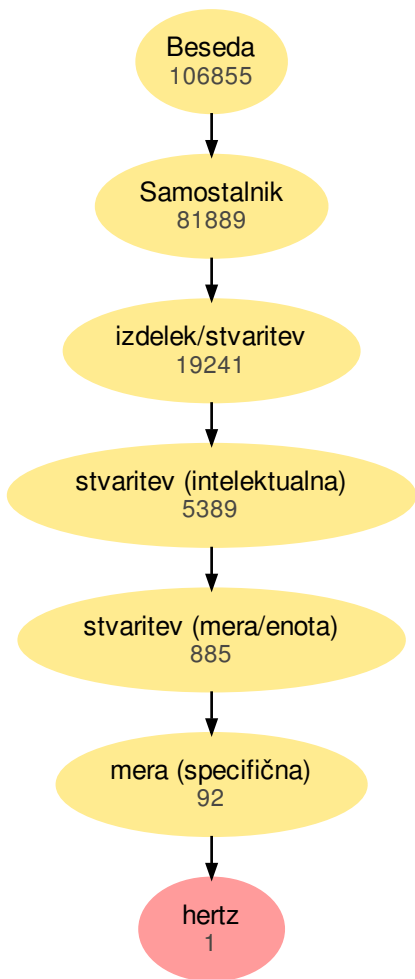 Beseda
106855
Samostalnik
81889
izdelek/stvaritev
19241
stvaritev (intelektualna)
5389
stvaritev (mera/enota)
885
mera (specifična)
92
hertz
1